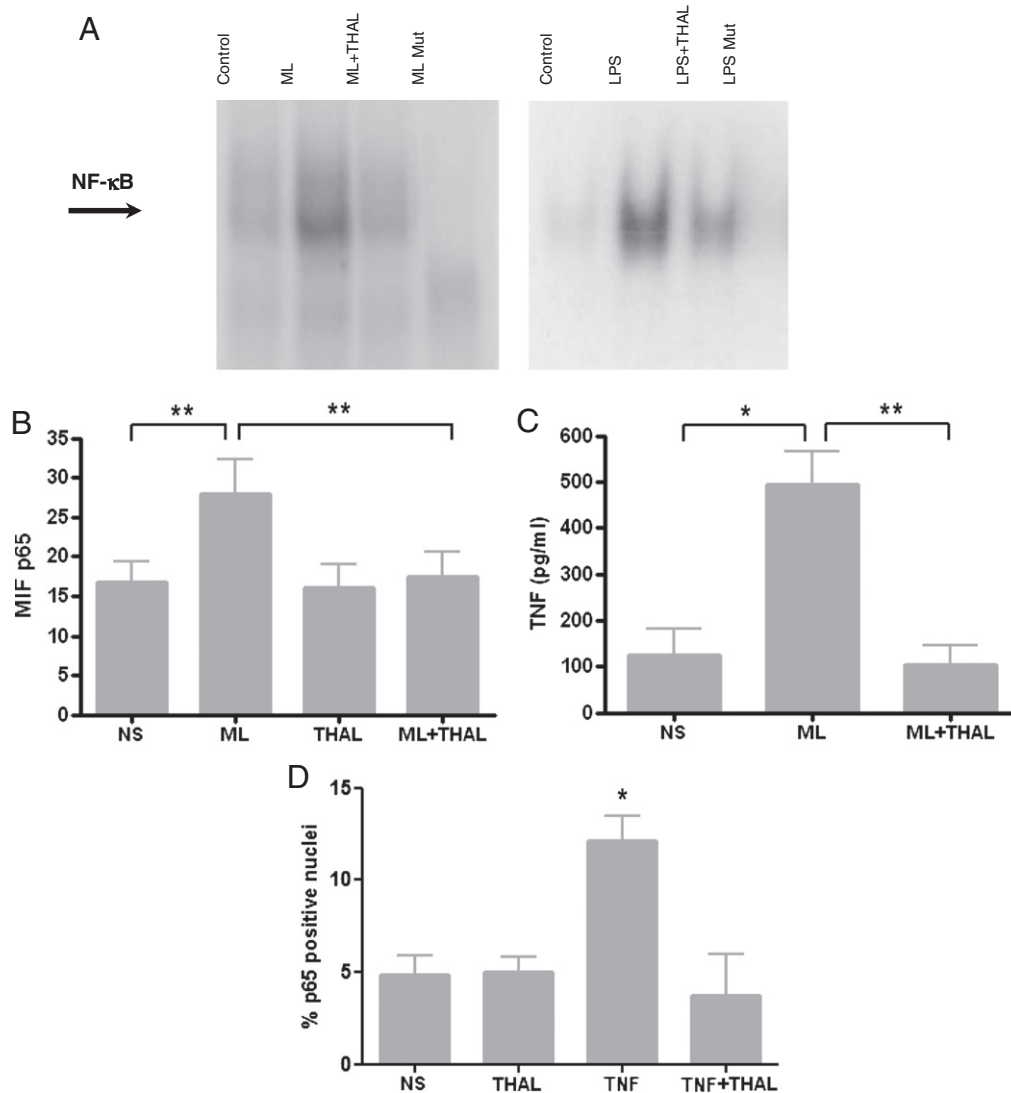 A
Control
ML
ML+THAL
ML Mut
Control
LPS
LPS+THAL
LPS Mut
NF-κB
B
**
**
35
30
25
20
15
10
5
0
MIF p65
NS
ML
THAL
ML+THAL
C
*
**
600
500
400
300
200
100
0
TNF (pg/ml)
NS
ML
ML+THAL
D
*
15
10
5
0
% p65 positive nuclei
NS
THAL
TNF
TNF+THAL